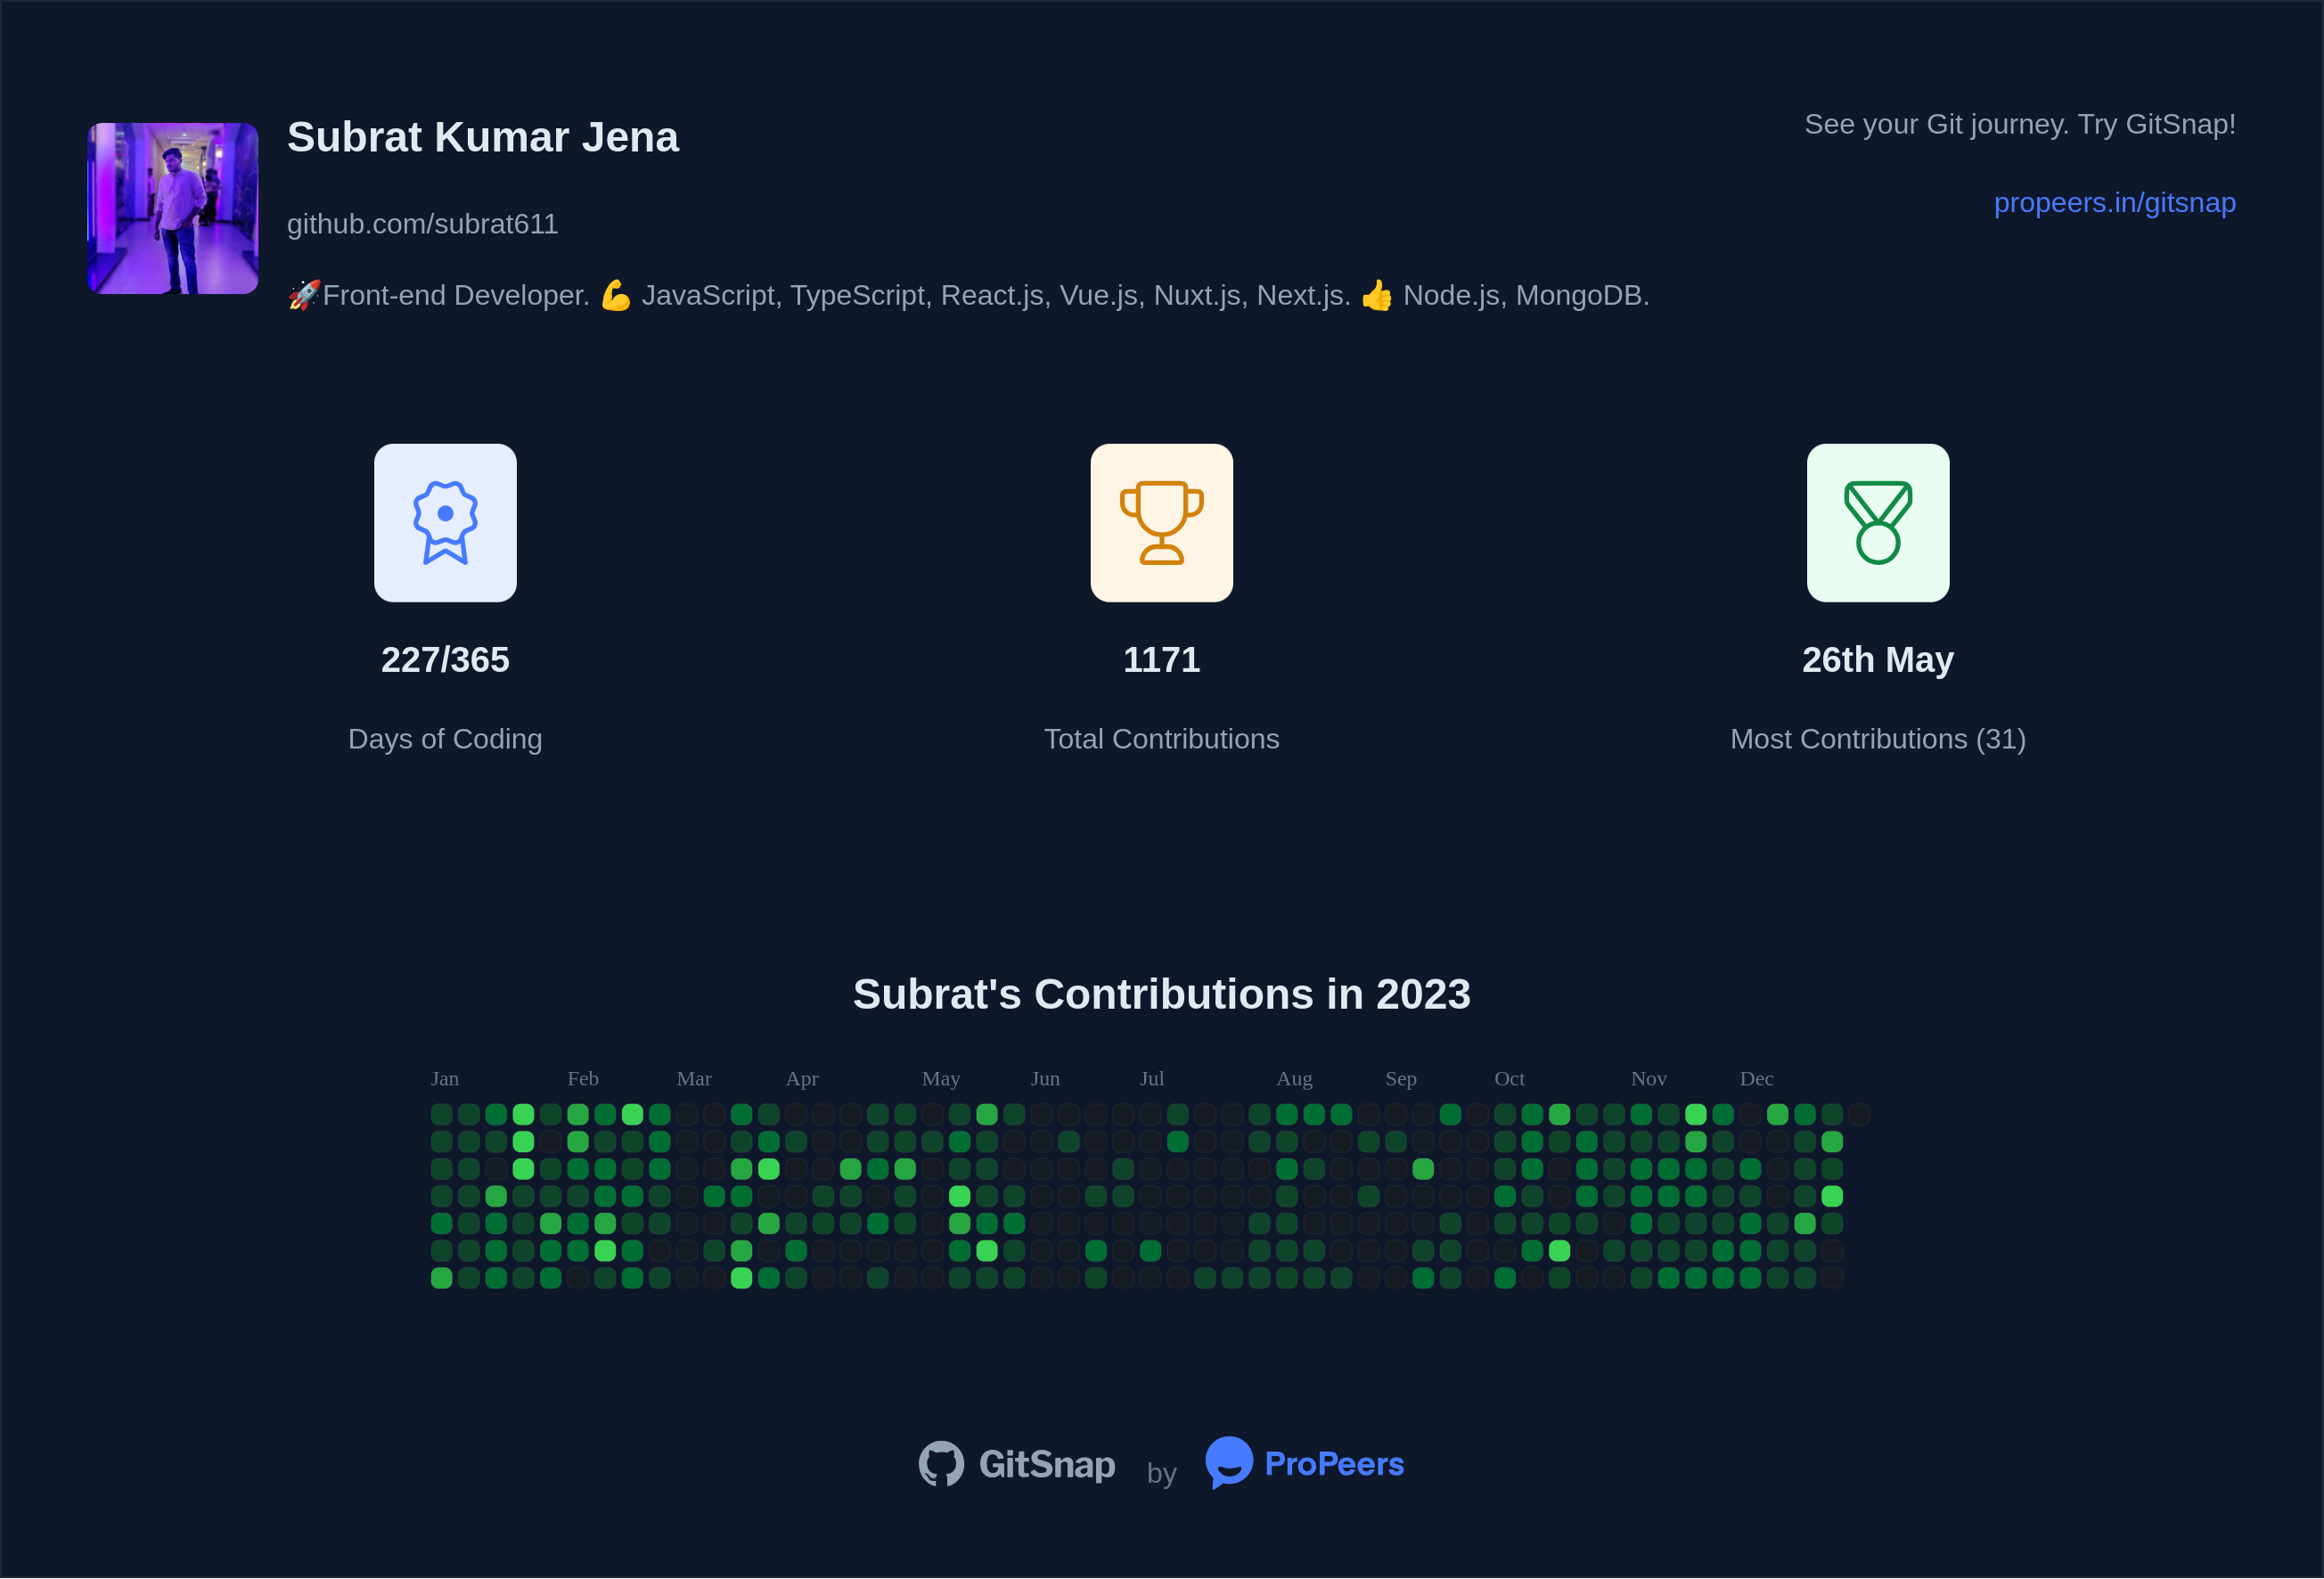 Subrat Kumar Jena
github.com/subrat611
🚀Front-end Developer. 💪 JavaScript, TypeScript, React.js, Vue.js, Nuxt.js, Next.js. 👍 Node.js, MongoDB.
See your Git journey. Try GitSnap!
propeers.in/gitsnap
227/365
Days of Coding
1171
Total Contributions
26th May
Most Contributions (31)
Subrat's Contributions in 2023
Jan Feb Mar Apr May Jun Jul Aug Sep Oct Nov Dec
GitSnap by ProPeers